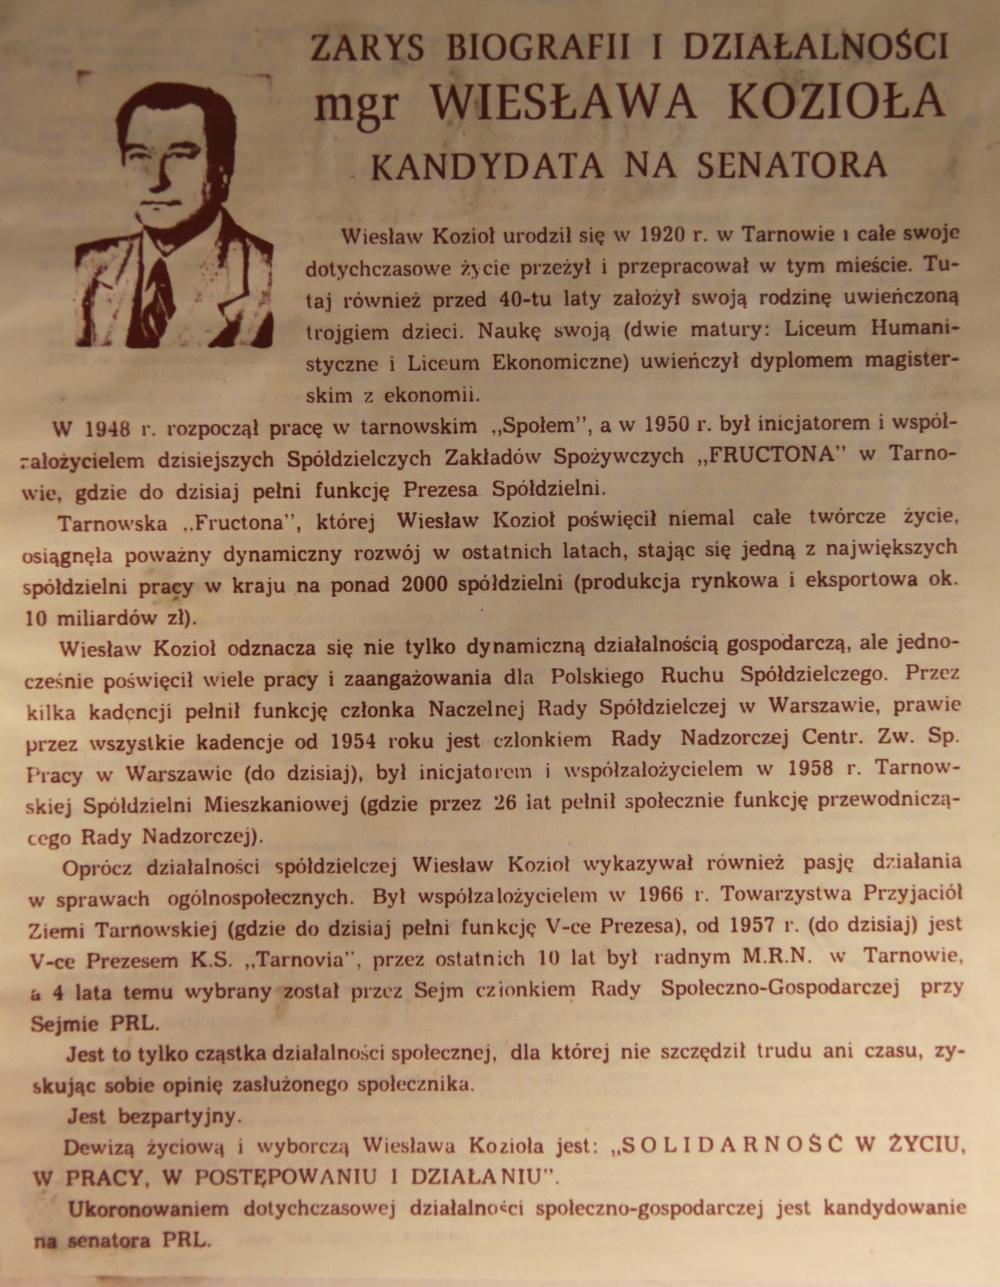 ZARYS BIOGRAFII I DZIAŁALNOŚCI
mgr WIESŁAWA KOZIOŁA
KANDYDATA NA SENATORA
Wiesław Kozioł urodził się w 1920 r. w Tarnowie i całe swoje
dotychczasowe życie przeżył i przepracował w tym mieście. Tu-
taj również przed 40-tu laty założył swoją rodzinę uwieńczoną
trojgiem dzieci. Naukę swoją (dwie matury: Liceum Humani-
styczne i Liceum Ekonomiczne) uwieńczył dyplomem magister-
skim z ekonomii.
W 1948 r. rozpoczął pracę w tarnowskim „Społem”, a w 1950 r. był inicjatorem i współ-
założycielem dzisiejszych Spółdzielczych Zakładów Spożywczych „FRUCTONA” w Tarno-
wie, gdzie do dzisiaj pełni funkcję Prezesa Spółdzielni.
Tarnowska „Fructona”, której Wiesław Kozioł poświęcił niemal całe twórcze życie,
osiągnęła poważny dynamiczny rozwój w ostatnich latach, stając się jedną z największych
spółdzielni pracy w kraju na ponad 2000 spółdzielni (produkcja rynkowa i eksportowa ok.
10 miliardów zł).
Wiesław Kozioł odznacza się nie tylko dynamiczną działalnością gospodarczą, ale jedno-
cześnie poświęcił wiele pracy i zaangażowania dla Polskiego Ruchu Spółdzielczego. Przez
kilka kadencji pełnił funkcję członka Naczelnej Rady Spółdzielczej w Warszawie, prawie
przez wszystkie kadencje od 1954 roku jest członkiem Rady Nadzorczej Centr. Zw. Sp.
Pracy w Warszawie (do dzisiaj), był inicjatorem i współzałożycielem w 1958 r. Tarnow-
skiej Spółdzielni Mieszkaniowej (gdzie przez 26 lat pełnił społecznie funkcję przewodniczą-
cego Rady Nadzorczej).
Oprócz działalności spółdzielczej Wiesław Kozioł wykazywał również pasję działania
w sprawach ogólnospołecznych. Był współzałożycielem w 1966 r. Towarzystwa Przyjaciół
Ziemi Tarnowskiej (gdzie do dzisiaj pełni funkcję V-ce Prezesa), od 1957 r. (do dzisiaj) jest
V-ce Prezesem K.S. „Tarnovia”, przez ostatnich 10 lat był radnym M.R.N. w Tarnowie,
a 4 lata temu wybrany został przez Sejm członkiem Rady Społeczno-Gospodarczej przy
Sejmie PRL.
Jest to tylko cząstka działalności społecznej, dla której nie szczędził trudu ani czasu, zy-
skując sobie opinię zasłużonego społecznika.
Jest bezpartyjny.
Dewizą życiową i wyborczą Wiesława Kozioła jest: „SOLIDARNOŚĆ W ŻYCIU,
W PRACY, W POSTĘPOWANIU I DZIAŁANIU”.
Ukoronowaniem dotychczasowej działalności społeczno-gospodarczej jest kandydowanie
na senatora PRL.